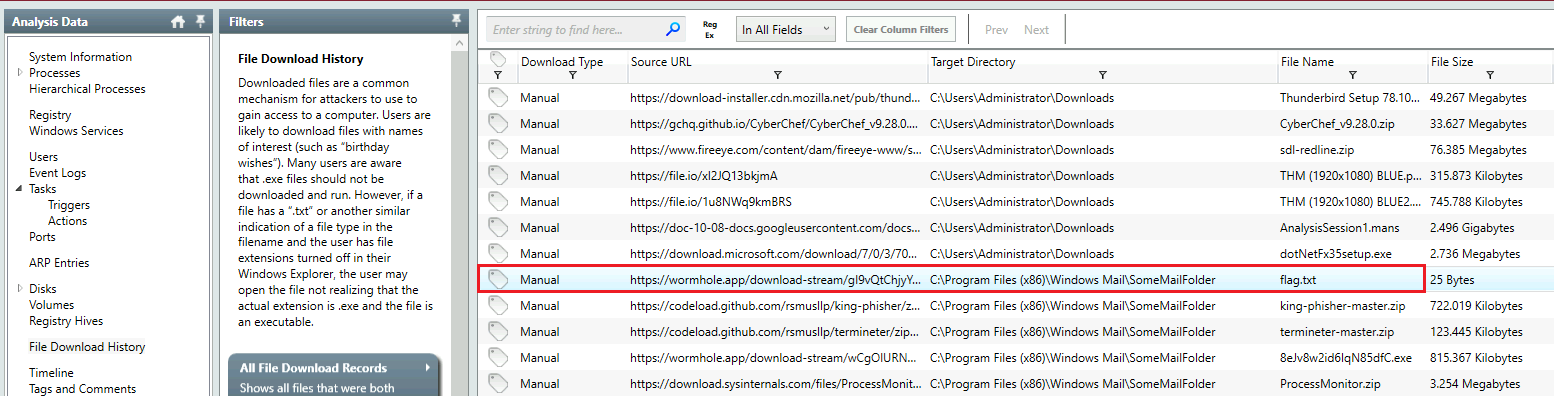 Analysis Data
System Information
Processes
Hierarchical Processes
Registry
Windows Services
Users
Event Logs
Tasks
Triggers
Actions
Ports
ARP Entries
Disks
Volumes
Registry Hives
File Download History
Timeline
Tags and Comments
Filters
File Download History
Downloaded files are a common
mechanism for attackers to use to
gain access to a computer. Users are
likely to download files with names
of interest (such as “birthday
wishes”). Many users are aware
that .exe files should not be
downloaded and run. However, if a
file has a “.txt” or another similar
indication of a file type in the
filename and the user has file
extensions turned off in their
Windows Explorer, the user may
open the file not realizing that the
actual extension is .exe and the file is
an executable.
All File Download Records
Shows all files that were both
Enter string to find here...
Reg
Ex
In All Fields
Clear Column Filters
Prev Next
Download Type Source URL Target Directory File Name File Size
Manual https://download-installer.cdn.mozilla.net/pub/thund... C:\Users\Administrator\Downloads Thunderbird Setup 78.10... 49.267 Megabytes
Manual https://gchq.github.io/CyberChef/CyberChef_v9.28.0.... C:\Users\Administrator\Downloads CyberChef_v9.28.0.zip 33.627 Megabytes
Manual https://www.fireeye.com/content/dam/fireeye-www/s... C:\Users\Administrator\Downloads sdl-redline.zip 76.385 Megabytes
Manual https://file.io/xI2JQ13bkjmA C:\Users\Administrator\Downloads THM (1920x1080) BLUE.p... 315.873 Kilobytes
Manual https://file.io/1u8NWq9kmBRS C:\Users\Administrator\Downloads THM (1920x1080) BLUE2.... 745.788 Kilobytes
Manual https://doc-10-08-docs.googleusercontent.com/docs... C:\Users\Administrator\Downloads AnalysisSession1.mans 2.496 Gigabytes
Manual https://download.microsoft.com/download/7/0/3/70... C:\Users\Administrator\Downloads dotNetFx35setup.exe 2.736 Megabytes
Manual https://wormhole.app/download-stream/gI9vQtChjyY... C:\Program Files (x86)\Windows Mail\SomeMailFolder flag.txt 25 Bytes
Manual https://codeload.github.com/rsmusllp/king-phisher/z... C:\Program Files (x86)\Windows Mail\SomeMailFolder king-phisher-master.zip 722.019 Kilobytes
Manual https://codeload.github.com/rsmusllp/termineter/zip... C:\Program Files (x86)\Windows Mail\SomeMailFolder termineter-master.zip 123.445 Kilobytes
Manual https://wormhole.app/download-stream/wCgOIURN... C:\Program Files (x86)\Windows Mail\SomeMailFolder 8eJv8w2id6IqN85dfC.exe 815.367 Kilobytes
Manual https://download.sysinternals.com/files/ProcessMonit... C:\Program Files (x86)\Windows Mail\SomeMailFolder ProcessMonitor.zip 3.254 Megabytes